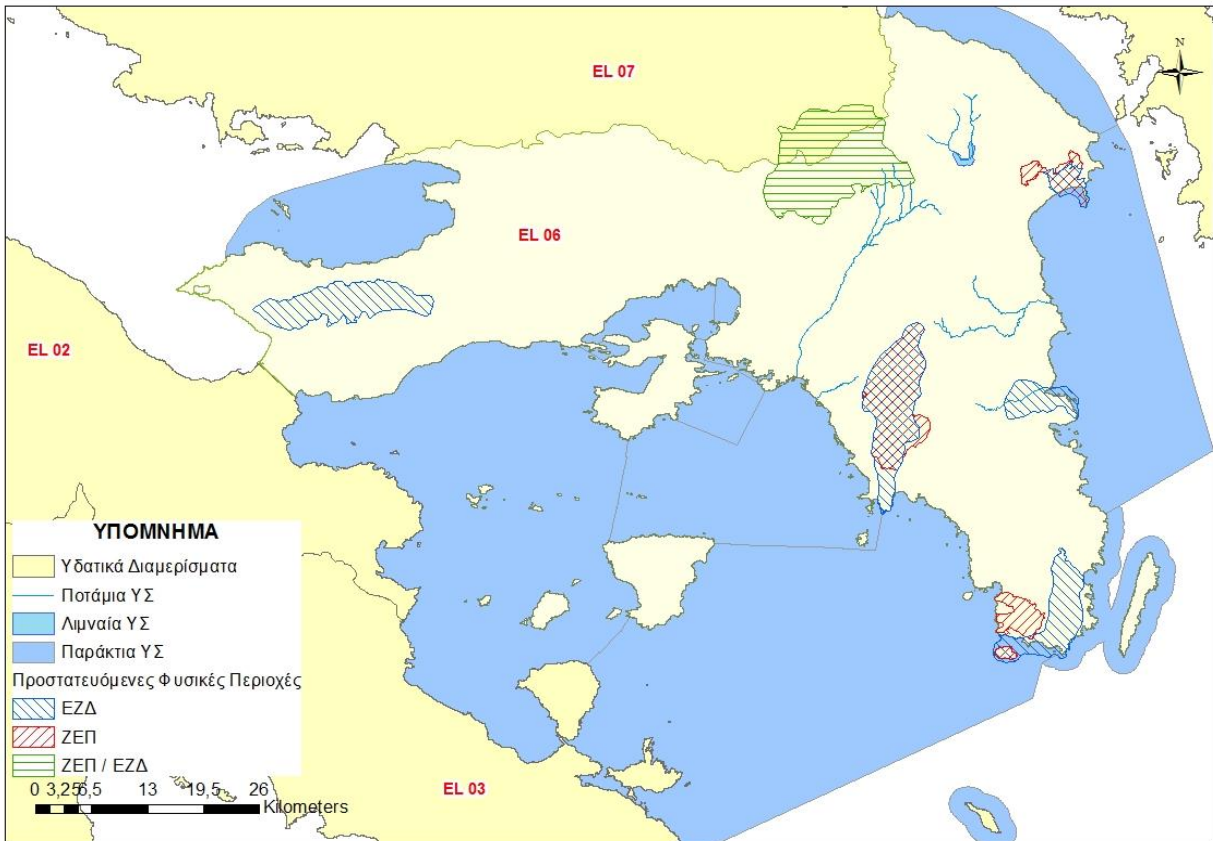 EL 07
N
EL 06
EL 02
ΥΠΟΜΝΗΜΑ
Υδατικά Διαμερίσματα
Ποτάμια ΥΣ
Λιμναία ΥΣ
Παράκτια ΥΣ
Προστατευόμενες Φυσικές Περιοχές
ΕΖΔ
ΖΕΠ
ΖΕΠ / ΕΖΔ
0 3,25 6,5 13 19,5 26
Kilometers
EL 03